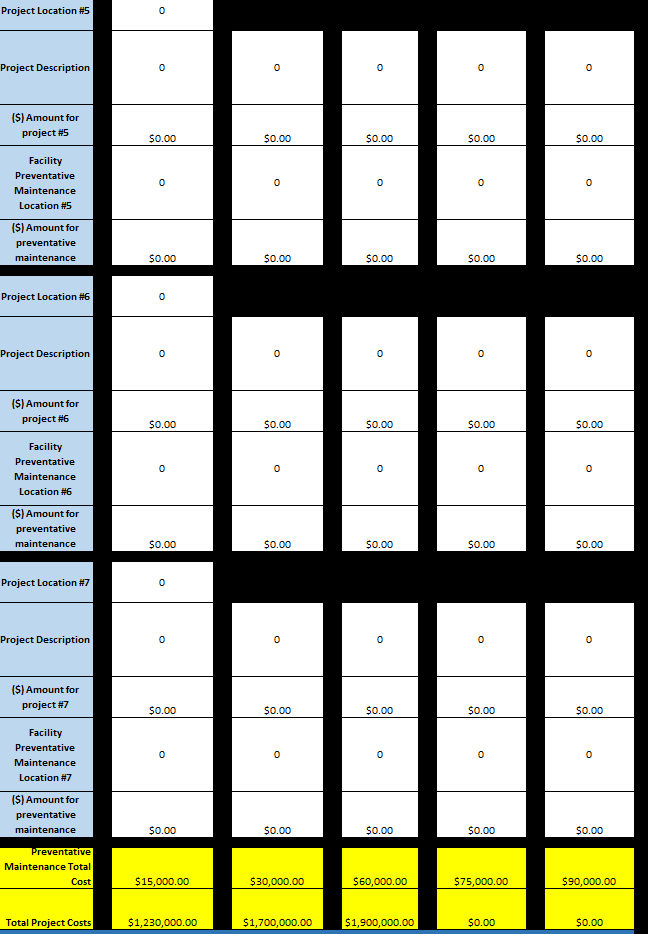 Project Location #5 0
Project Description 0 0 0 0 0
($) Amount for
project #5 $0.00 $0.00 $0.00 $0.00 $0.00
Facility
Preventative
Maintenance
Location #5 0 0 0 0 0
($) Amount for
preventative
maintenance $0.00 $0.00 $0.00 $0.00 $0.00
Project Location #6 0
Project Description 0 0 0 0 0
($) Amount for
project #6 $0.00 $0.00 $0.00 $0.00 $0.00
Facility
Preventative
Maintenance
Location #6 0 0 0 0 0
($) Amount for
preventative
maintenance $0.00 $0.00 $0.00 $0.00 $0.00
Project Location #7 0
Project Description 0 0 0 0 0
($) Amount for
project #7 $0.00 $0.00 $0.00 $0.00 $0.00
Facility
Preventative
Maintenance
Location #7 0 0 0 0 0
($) Amount for
preventative
maintenance $0.00 $0.00 $0.00 $0.00 $0.00
Preventative
Maintenance Total
Cost $15,000.00 $30,000.00 $60,000.00 $75,000.00 $90,000.00
Total Project Costs $1,230,000.00 $1,700,000.00 $1,900,000.00 $0.00 $0.00